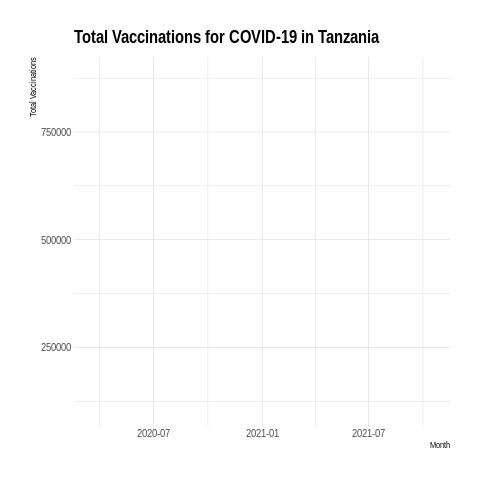 Total Vaccinations for COVID-19 in Tanzania
Total Vaccinations
750000
500000
250000
2020-07 2021-01 2021-07
Month